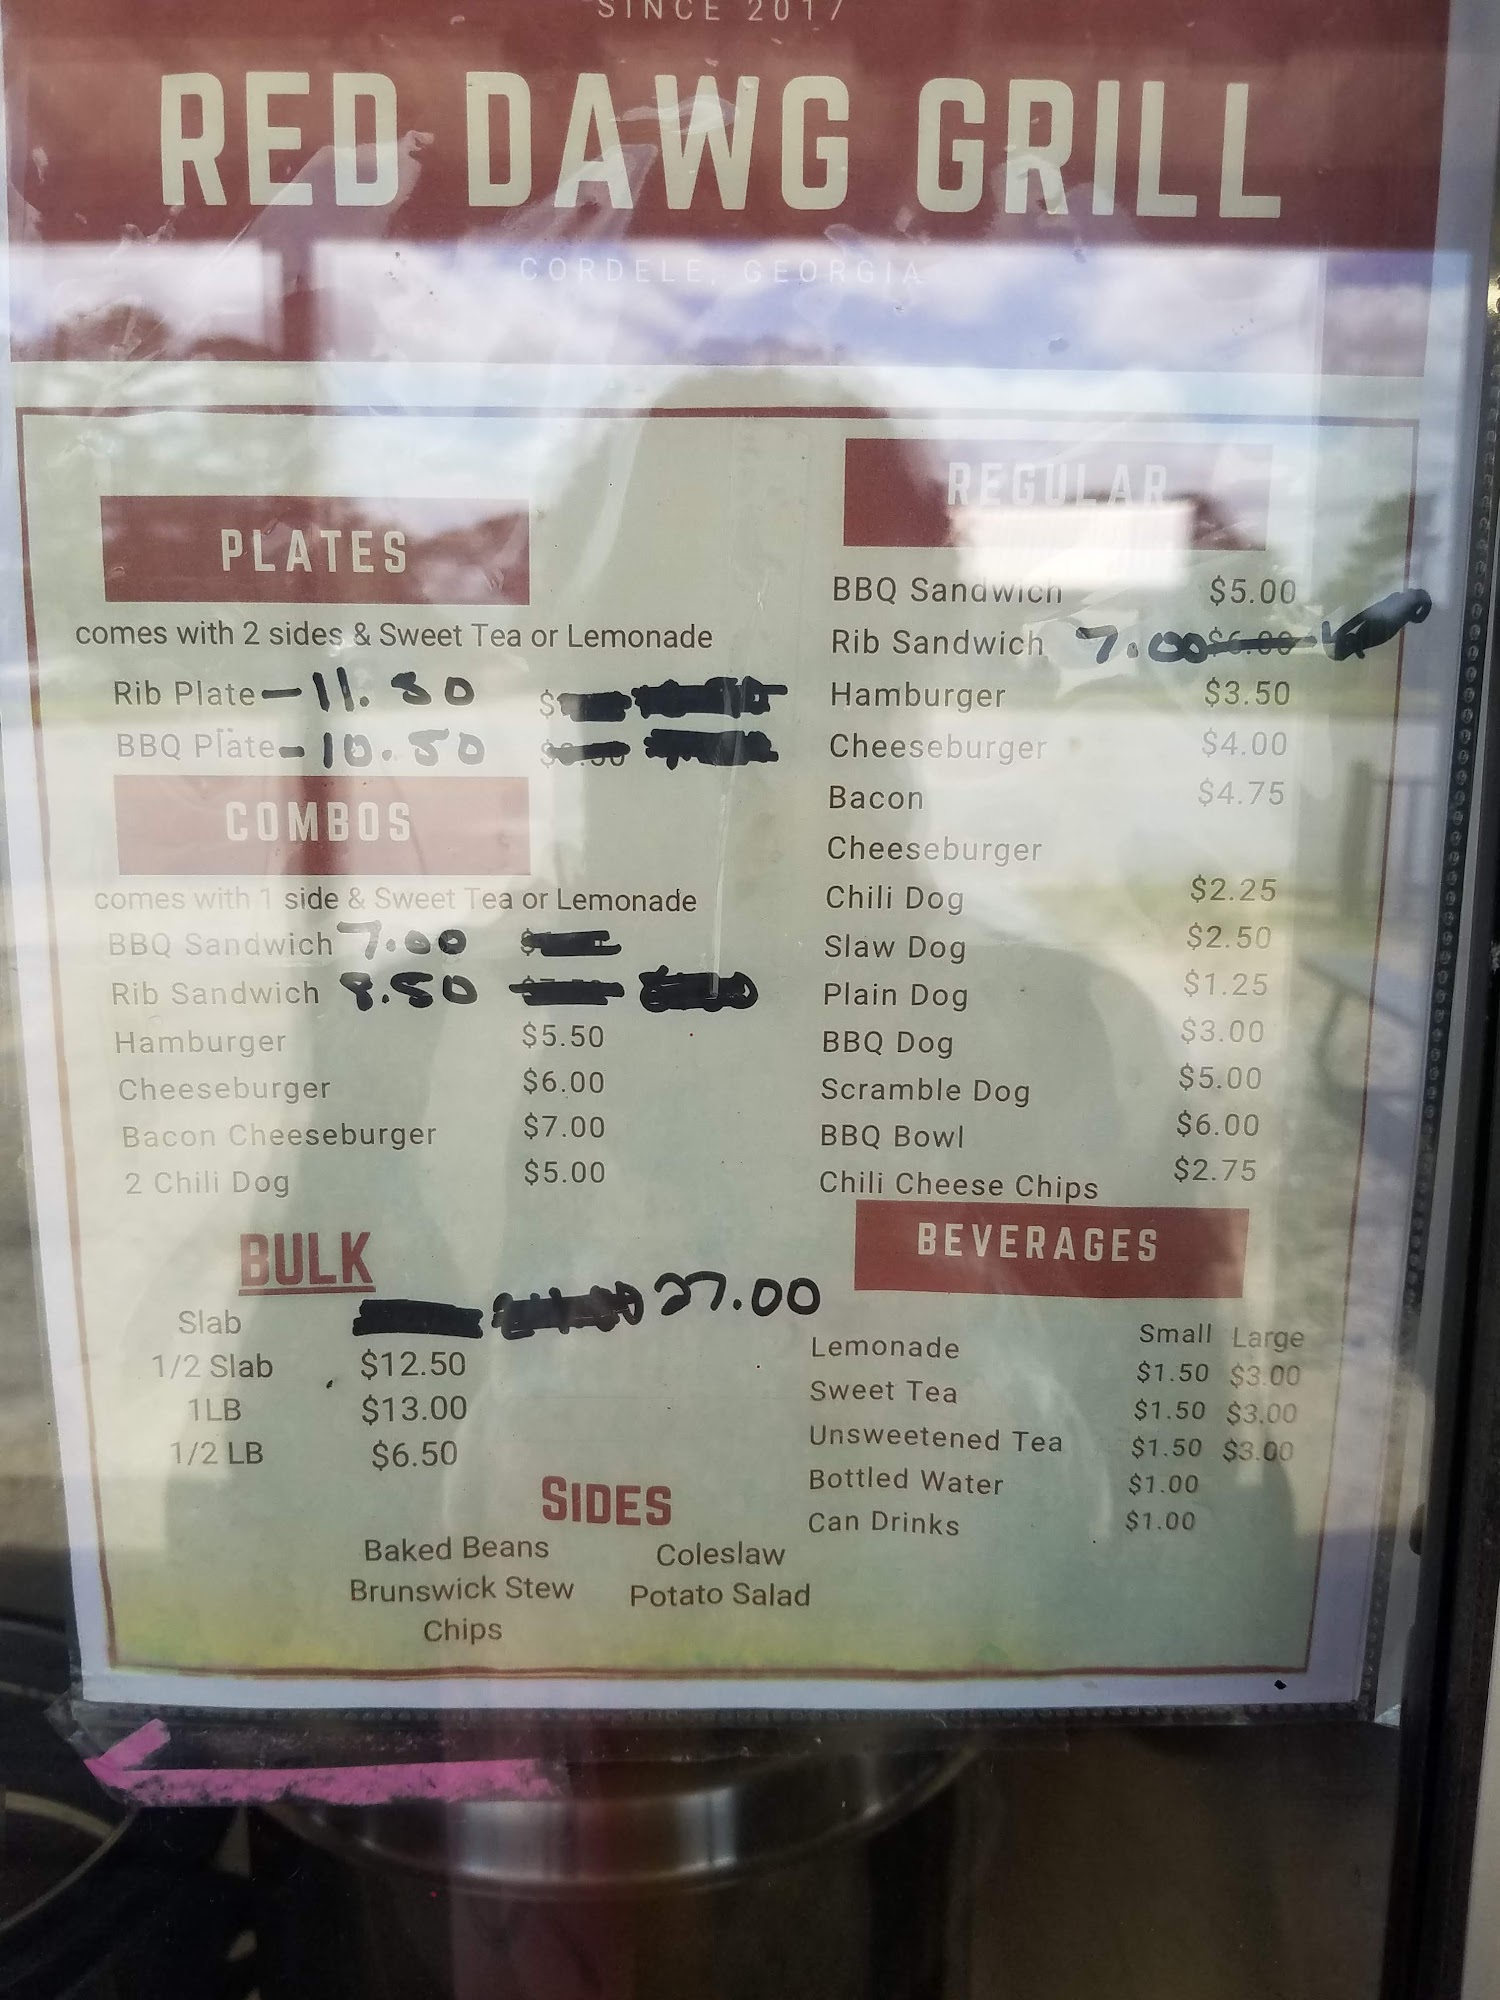 SINCE 2017
RED DAWG GRILL
CORDELE, GEORGIA
PLATES
comes with 2 sides & Sweet Tea or Lemonade
Rib Plate - 11.50
BBQ Plate - 10.50
COMBOS
comes with 1 side & Sweet Tea or Lemonade
BBQ Sandwich 7.00
Rib Sandwich 8.50
Hamburger $5.50
Cheeseburger $6.00
Bacon Cheeseburger $7.00
2 Chili Dog $5.00
BULK
Slab 27.00
1/2 Slab $12.50
1LB $13.00
1/2 LB $6.50
SIDES
Baked Beans Coleslaw
Brunswick Stew Potato Salad
Chips
REGULAR
BBQ Sandwich $5.00
Rib Sandwich 7.00 $6.00
Hamburger $3.50
Cheeseburger $4.00
Bacon $4.75
Cheeseburger
Chili Dog $2.25
Slaw Dog $2.50
Plain Dog $1.25
BBQ Dog $3.00
Scramble Dog $5.00
BBQ Bowl $6.00
Chili Cheese Chips $2.75
BEVERAGES
Small Large
Lemonade $1.50 $3.00
Sweet Tea $1.50 $3.00
Unsweetened Tea $1.50 $3.00
Bottled Water $1.00
Can Drinks $1.00